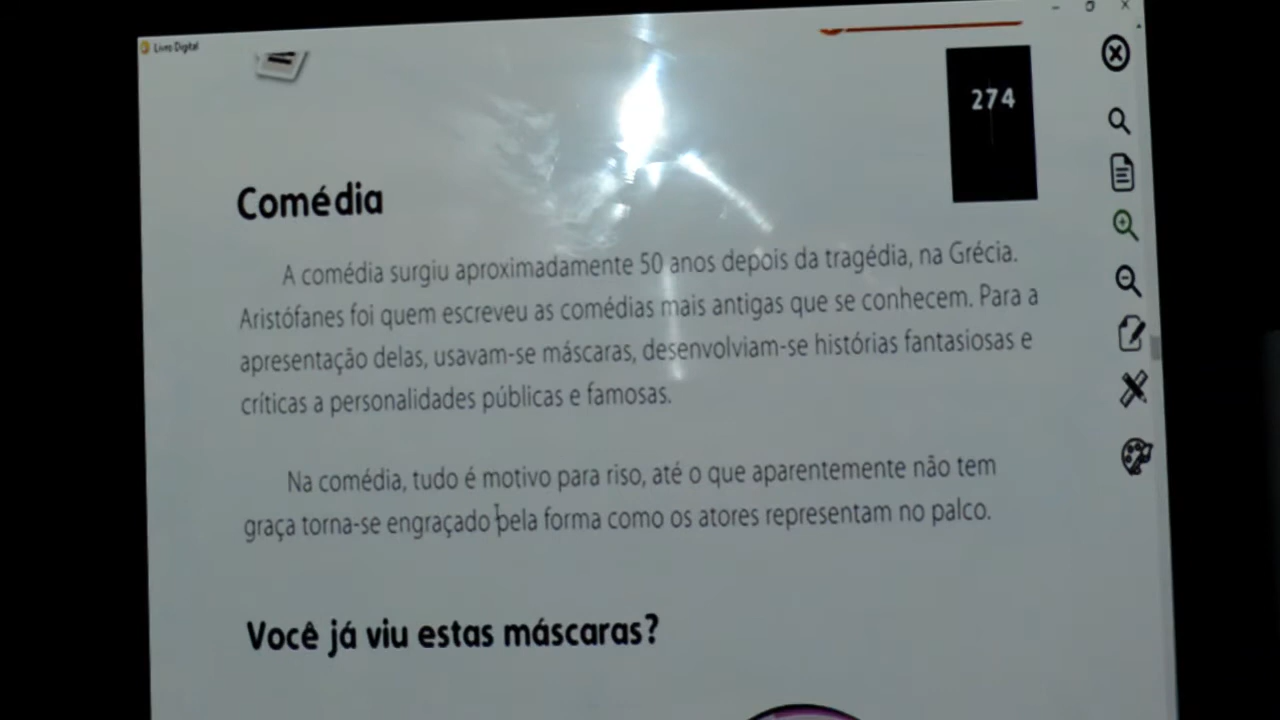 Livro Digital
274
Comédia
A comédia surgiu aproximadamente 50 anos depois da tragédia, na Grécia.
Aristófanes foi quem escreveu as comédias mais antigas que se conhecem. Para a
apresentação delas, usavam-se máscaras, desenvolviam-se histórias fantasiosas e
críticas a personalidades públicas e famosas.
Na comédia, tudo é motivo para riso, até o que aparentemente não tem
graça torna-se engraçado pela forma como os atores representam no palco.
Você já viu estas máscaras?